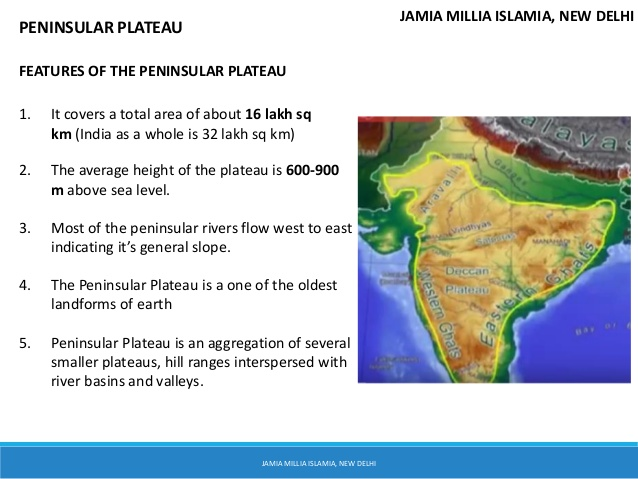 JAMIA MILLIA ISLAMIA, NEW DELHI
PENINSULAR PLATEAU
FEATURES OF THE PENINSULAR PLATEAU
1. It covers a total area of about 16 lakh sq
km (India as a whole is 32 lakh sq km)
2. The average height of the plateau is 600-900
m above sea level.
3. Most of the peninsular rivers flow west to east
indicating it's general slope.
4. The Peninsular Plateau is a one of the oldest
landforms of earth
5. Peninsular Plateau is an aggregation of several
smaller plateaus, hill ranges interspersed with
river basins and valleys.
Aravalis
Vindhyas
Deccan
Plateau
Western Ghats
Eastern Ghats
JAMIA MILLIA ISLAMIA, NEW DELHI